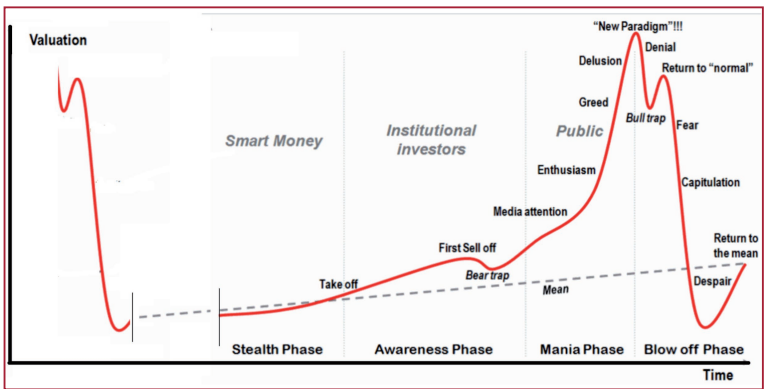 “New Paradigm”!!!
Valuation
Denial
Delusion
Return to “normal”
Greed
Bull trap
Fear
Smart Money
Institutional
investors
Public
Enthusiasm
Capitulation
Media attention
First Sell off
Return to
the mean
Bear trap
Take off
Mean
Despair
Stealth Phase
Awareness Phase
Mania Phase
Blow off Phase
Time